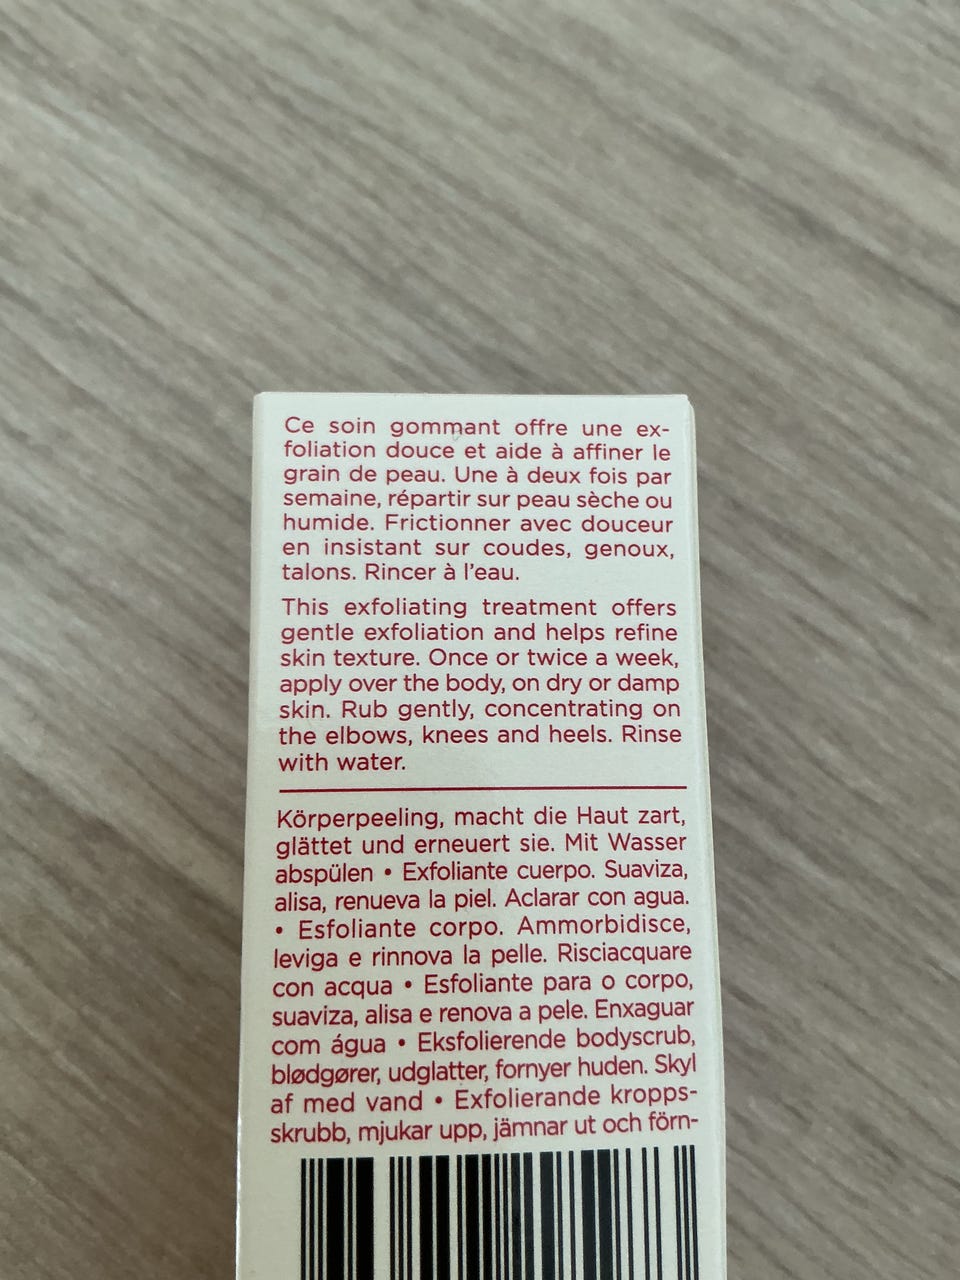 Ce soin gommant offre une ex-
foliation douce et aide à affiner le
grain de peau. Une à deux fois par
semaine, répartir sur peau sèche ou
humide. Frictionner avec douceur
en insistant sur coudes, genoux,
talons. Rincer à l'eau.
This exfoliating treatment offers
gentle exfoliation and helps refine
skin texture. Once or twice a week,
apply over the body, on dry or damp
skin. Rub gently, concentrating on
the elbows, knees and heels. Rinse
with water.
Körperpeeling, macht die Haut zart,
glättet und erneuert sie. Mit Wasser
abspülen • Exfoliante cuerpo. Suaviza,
alisa, renueva la piel. Aclarar con agua.
• Esfoliante corpo. Ammorbidisce,
leviga e rinnova la pelle. Risciacquare
con acqua • Esfoliante para o corpo,
suaviza, alisa e renova a pele. Enxaguar
com água • Eksfolierende bodyscrub,
blødgører, udglatter, fornyer huden. Skyl
af med vand • Exfolierande kropps-
skrubb, mjukar upp, jämnar ut och förn-